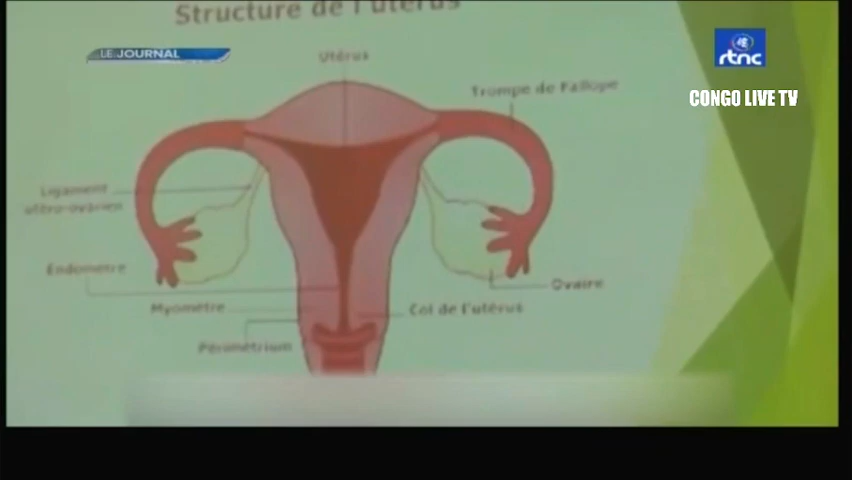 Structure de l'utérus
LE JOURNAL
rtnc
CONGO LIVE TV
Utérus
Trompe de Fallope
Ligament
utéro-ovarien
Endomètre
Ovaire
Myomètre
Col de l'utérus
Périmétrium